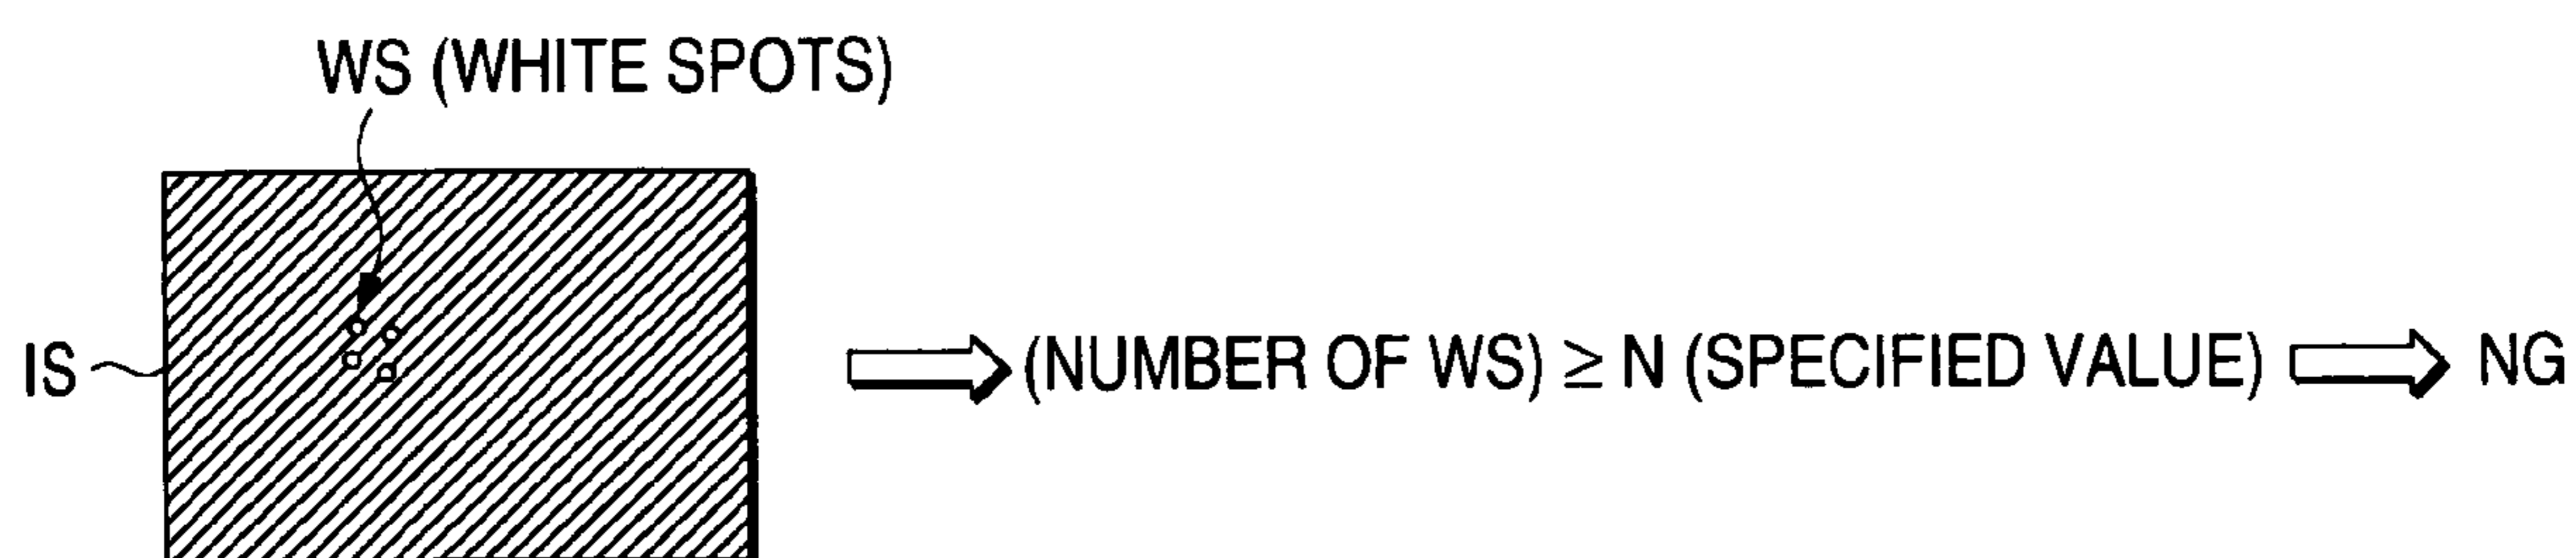 WS (WHITE SPOTS)
IS
(NUMBER OF WS) ≥ N (SPECIFIED VALUE)
NG